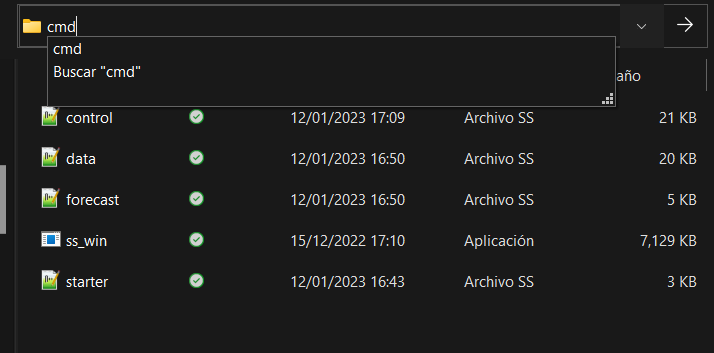 cmd
cmd
Buscar "cmd"
año
control 12/01/2023 17:09 Archivo SS 21 KB
data 12/01/2023 16:50 Archivo SS 20 KB
forecast 12/01/2023 16:50 Archivo SS 5 KB
ss_win 15/12/2022 17:10 Aplicación 7,129 KB
starter 12/01/2023 16:43 Archivo SS 3 KB